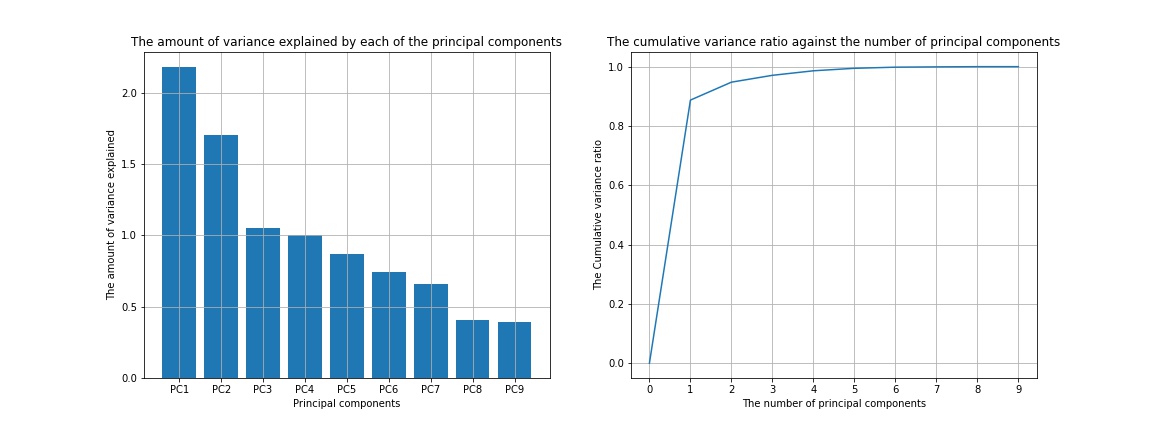 The amount of variance explained by each of the principal components
The amount of variance explained
2.0
1.5
1.0
0.5
0.0
PC1 PC2 PC3 PC4 PC5 PC6 PC7 PC8 PC9
Principal components
The cumulative variance ratio against the number of principal components
The Cumulative variance ratio
1.0
0.8
0.6
0.4
0.2
0.0
0 1 2 3 4 5 6 7 8 9
The number of principal components